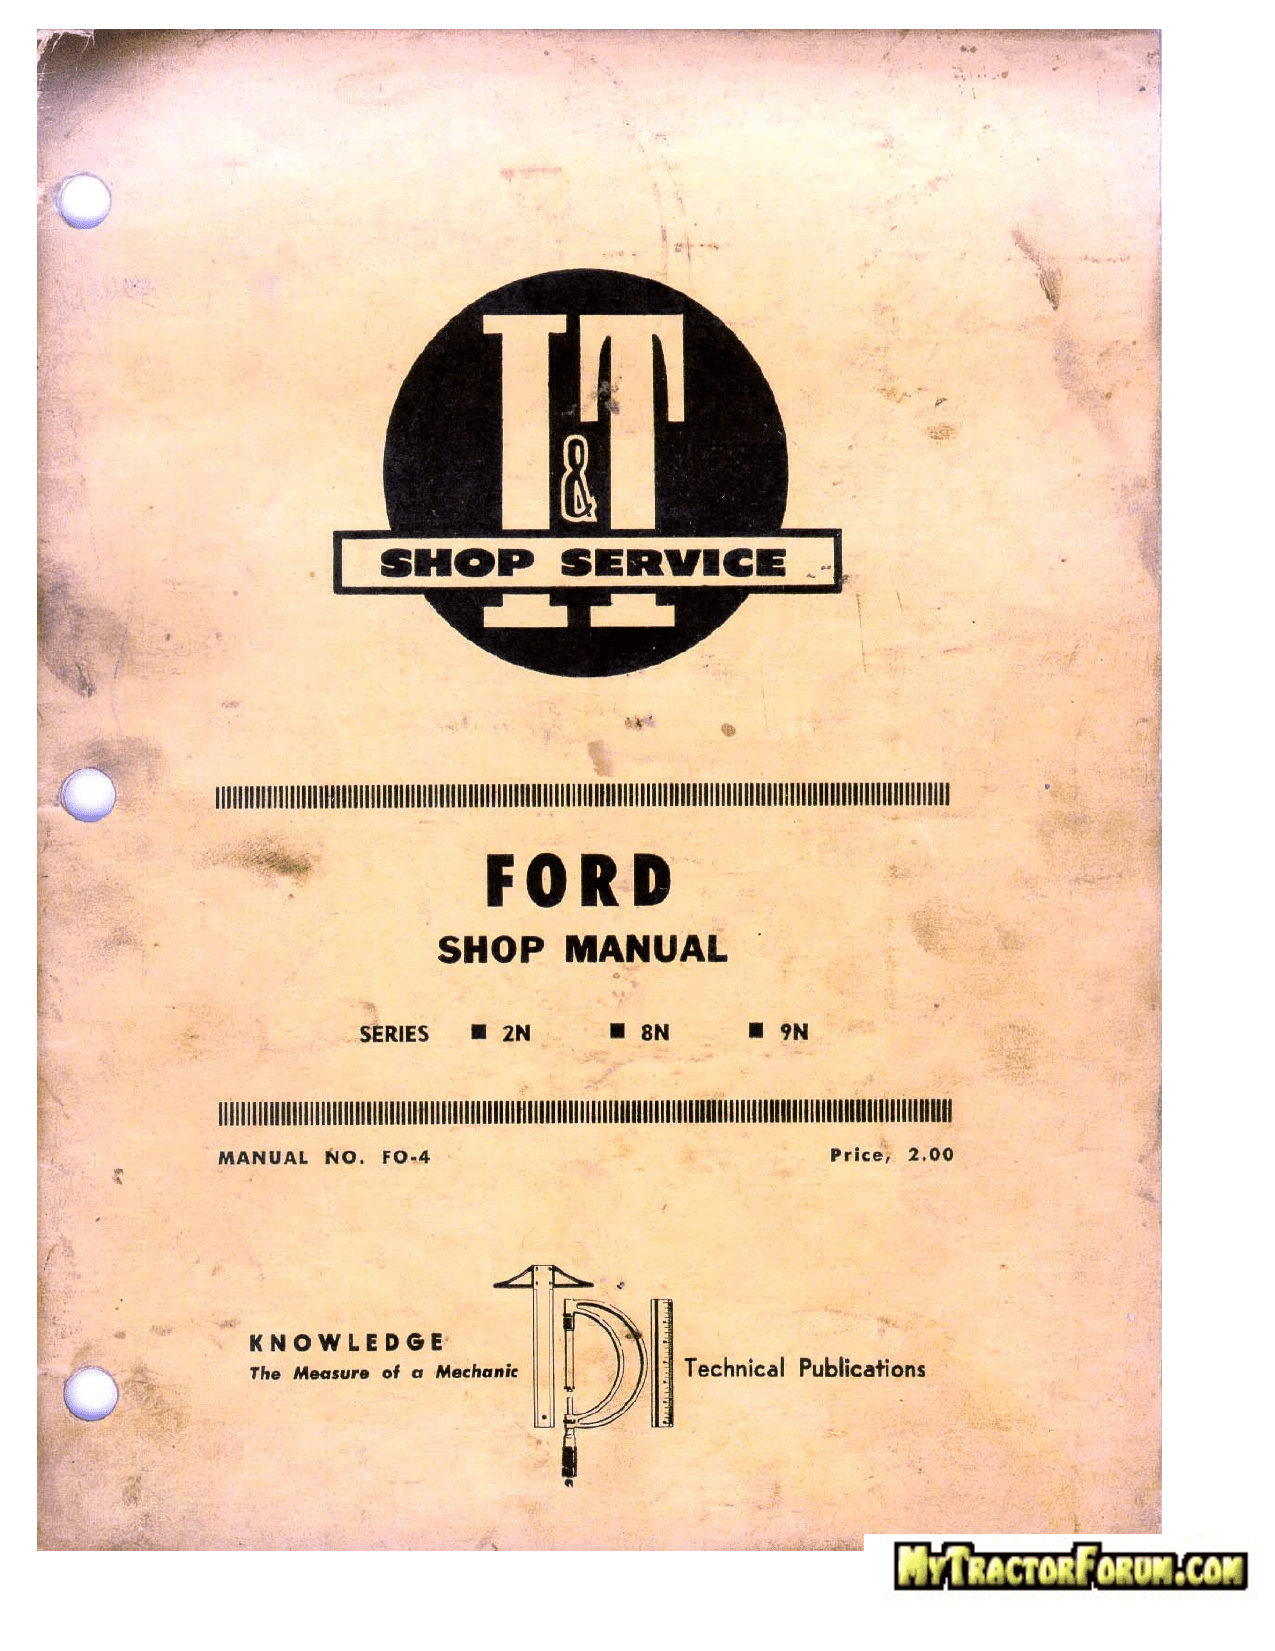 I&T
SHOP SERVICE
FORD
SHOP MANUAL
SERIES ■ 2N ■ 8N ■ 9N
MANUAL NO. FO-4 Price, 2.00
KNOWLEDGE
The Measure of a Mechanic
TPI
Technical Publications
MYTRACTORFORUM.COM